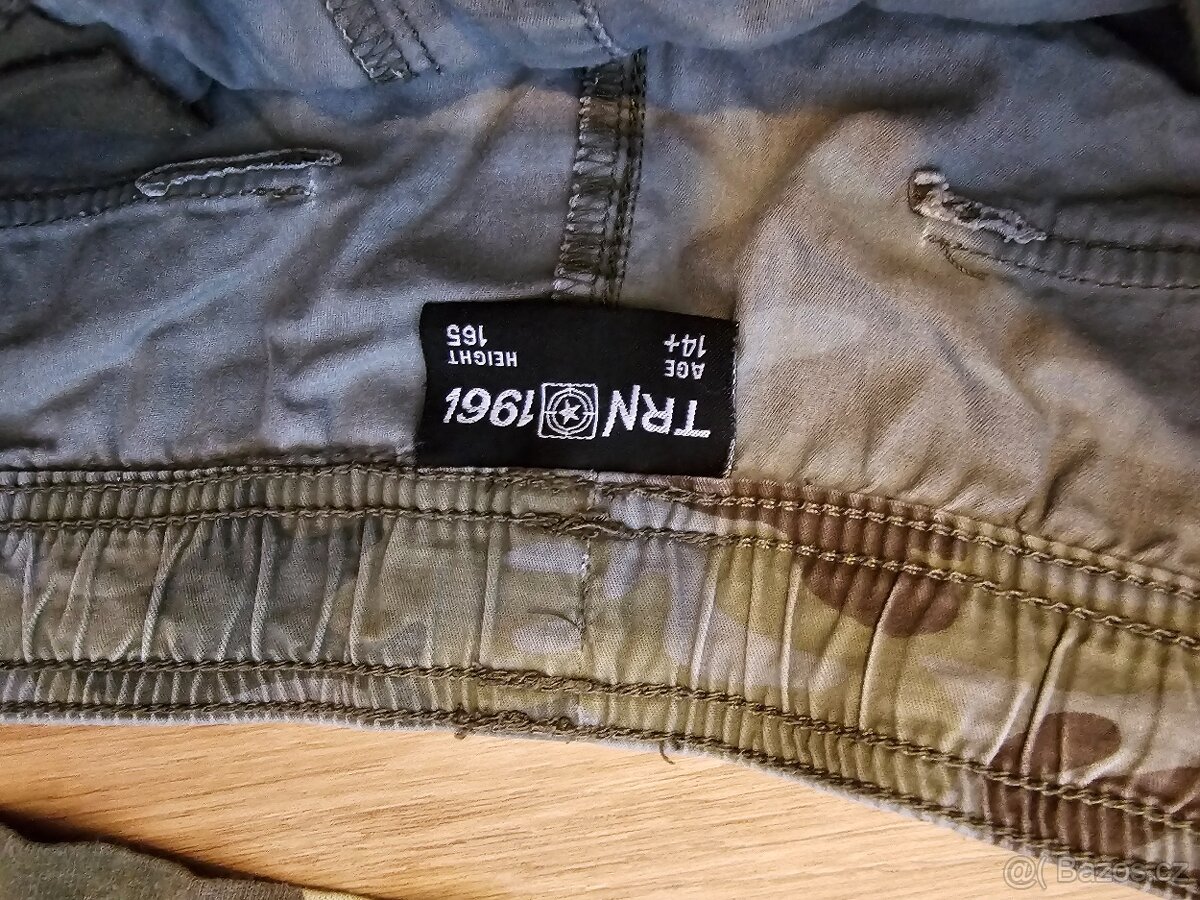 TRN 1961
AGE HEIGHT
14+ 165
@( Bazos.cz